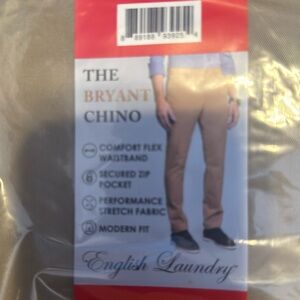 THE
BRYANT
CHINO
COMFORT FLEX
WAISTBAND
SECURED ZIP
POCKET
PERFORMANCE
STRETCH FABRIC
MODERN FIT
English Laundry